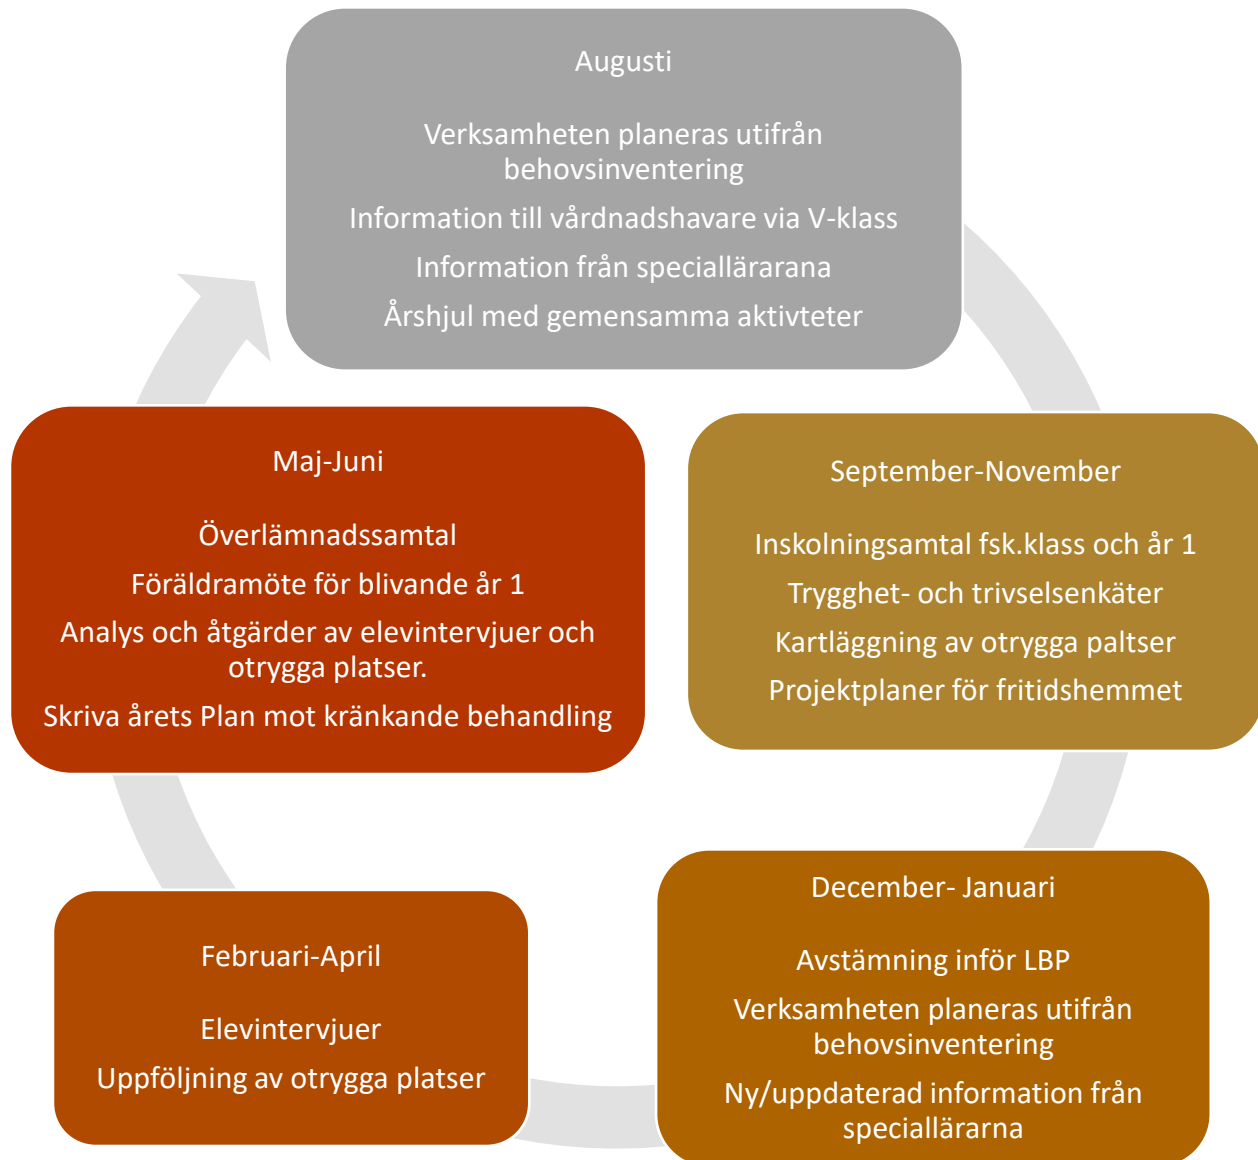 Augusti
Verksamheten planeras utifrån
behovsinventering
Information till vårdnadshavare via V-klass
Information från speciallärarana
Årshjul med gemensamma aktivteter
September-November
Inskolningsamtal fsk.klass och år 1
Trygghet- och trivselsenkäter
Kartläggning av otrygga paltser
Projektplaner för fritidshemmet
December- Januari
Avstämning inför LBP
Verksamheten planeras utifrån
behovsinventering
Ny/uppdaterad information från
speciallärarna
Februari-April
Elevintervjuer
Uppföljning av otrygga platser
Maj-Juni
Överlämnadssamtal
Föräldramöte för blivande år 1
Analys och åtgärder av elevintervjuer och
otrygga platser.
Skriva årets Plan mot kränkande behandling